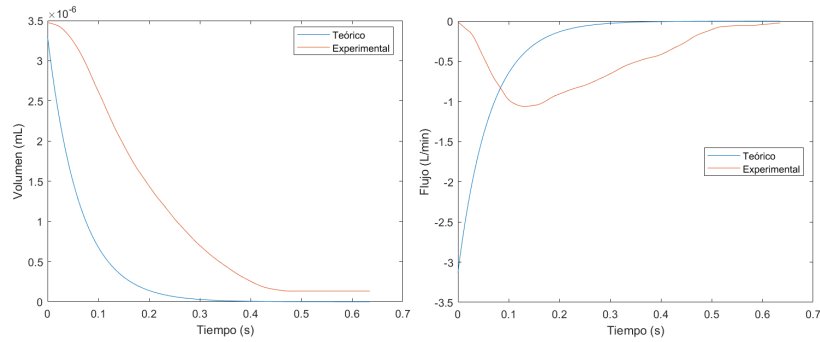 ×10⁻⁶
3.5
3
2.5
2
1.5
1
0.5
0
Volumen (mL)
0 0.1 0.2 0.3 0.4 0.5 0.6 0.7
Tiempo (s)
Teórico
Experimental
0
-0.5
-1
-1.5
-2
-2.5
-3
-3.5
Flujo (L/min)
0 0.1 0.2 0.3 0.4 0.5 0.6 0.7
Tiempo (s)
Teórico
Experimental